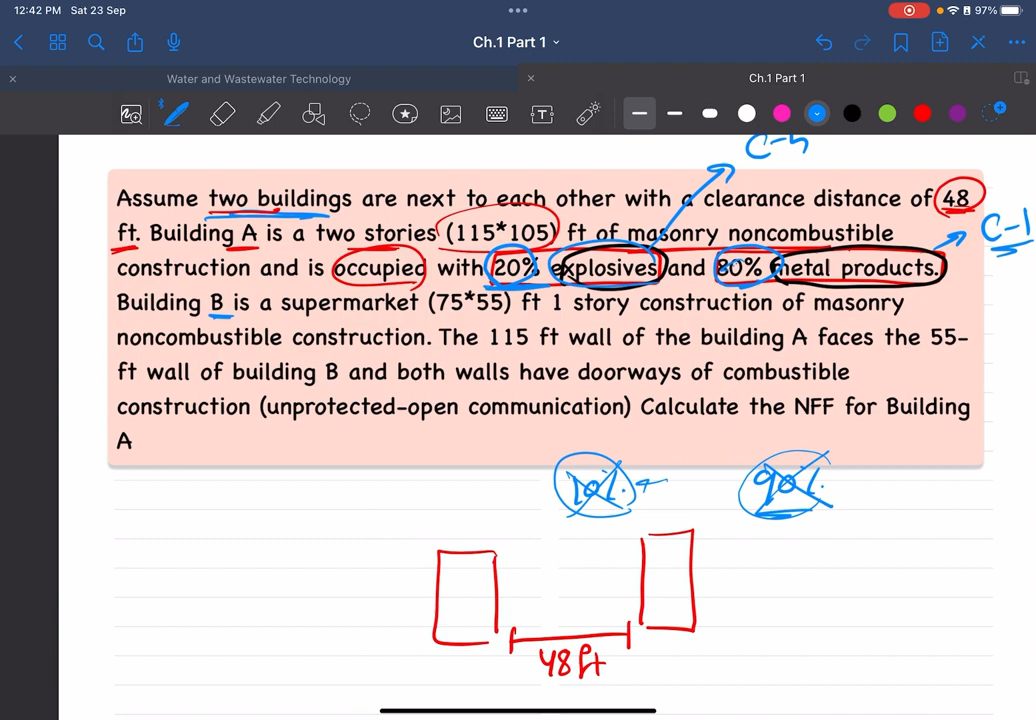 12:42 PM Sat 23 Sep
97%
Ch.1 Part 1
Water and Wastewater Technology
Ch.1 Part 1
C-5
Assume two buildings are next to each other with a clearance distance of 48
ft. Building A is a two stories (115*105) ft of masonry noncombustible
C-1
construction and is occupied with 20% explosives and 80% metal products.
Building B is a supermarket (75*55) ft 1 story construction of masonry
noncombustible construction. The 115 ft wall of the building A faces the 55-
ft wall of building B and both walls have doorways of combustible
construction (unprotected-open communication) Calculate the NFF for Building
A
10%.
90%.
48 ft